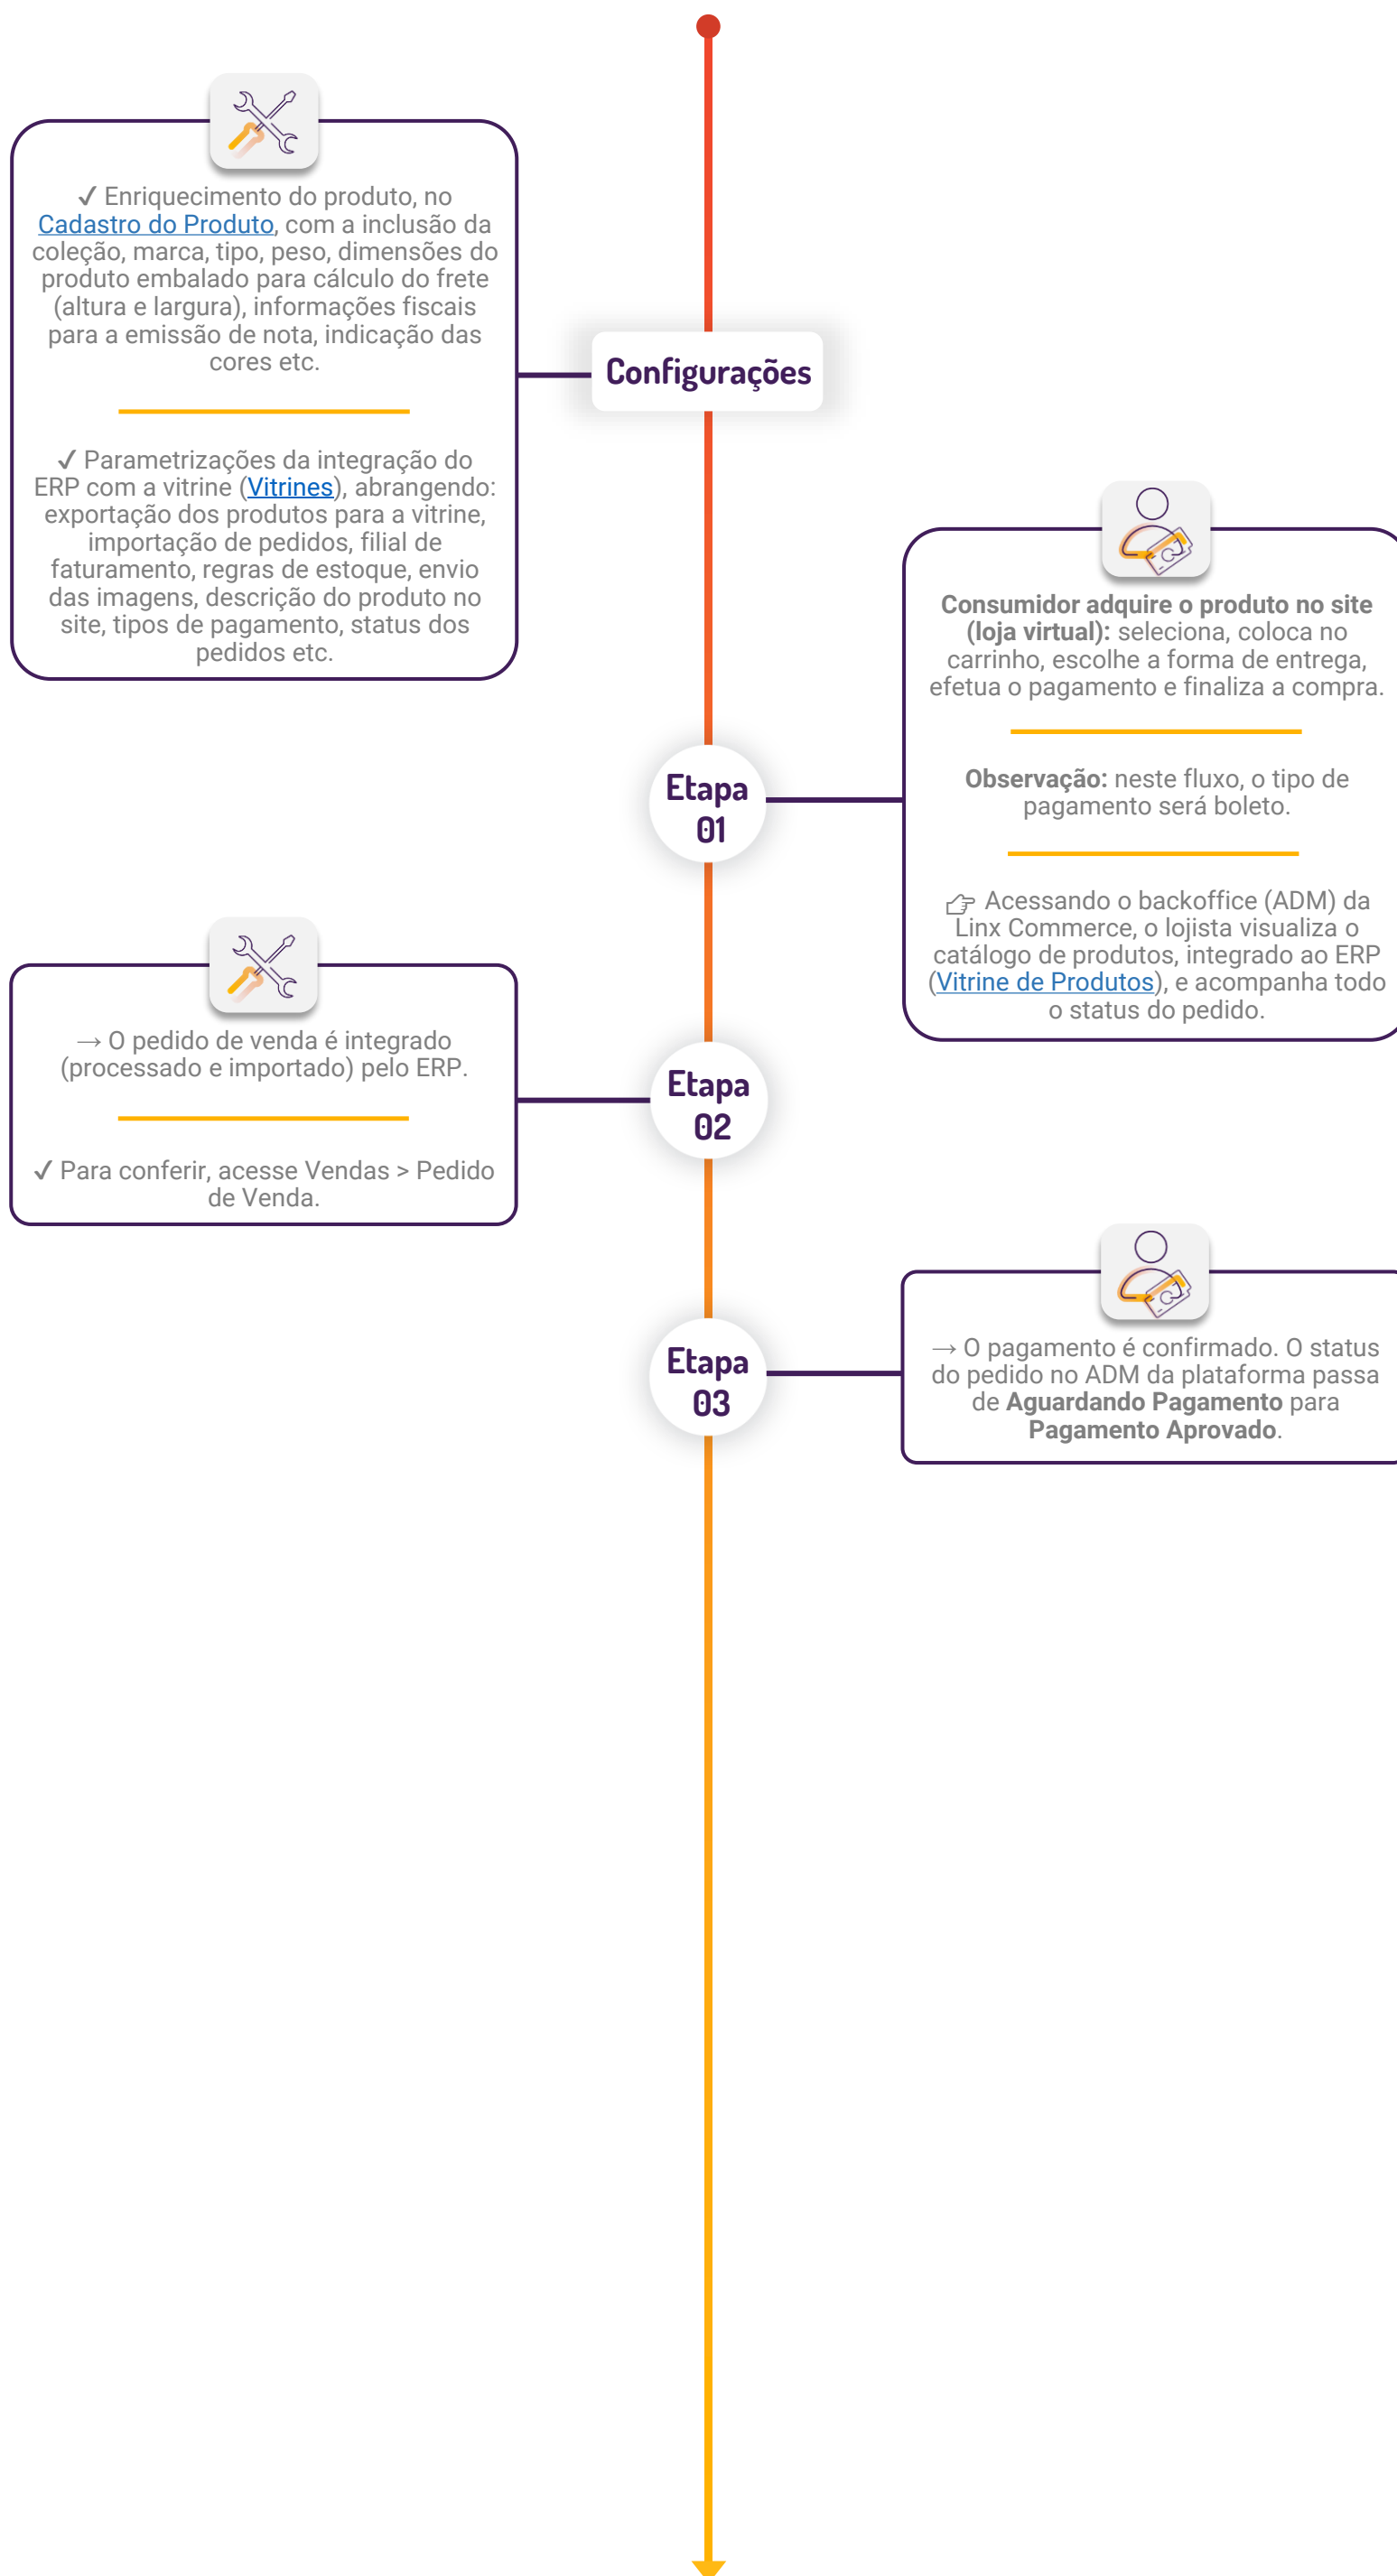 ✓ Enriquecimento do produto, no
Cadastro do Produto, com a inclusão da
coleção, marca, tipo, peso, dimensões do
produto embalado para cálculo do frete
(altura e largura), informações fiscais
para a emissão de nota, indicação das
cores etc.
Configurações
✓ Parametrizações da integração do
ERP com a vitrine (Vitrines), abrangendo:
exportação dos produtos para a vitrine,
importação de pedidos, filial de
faturamento, regras de estoque, envio
das imagens, descrição do produto no
site, tipos de pagamento, status dos
pedidos etc.
Etapa
01
Consumidor adquire o produto no site
(loja virtual): seleciona, coloca no
carrinho, escolhe a forma de entrega,
efetua o pagamento e finaliza a compra.
Observação: neste fluxo, o tipo de
pagamento será boleto.
👉 Acessando o backoffice (ADM) da
Linx Commerce, o lojista visualiza o
catálogo de produtos, integrado ao ERP
(Vitrine de Produtos), e acompanha todo
o status do pedido.
Etapa
02
→ O pedido de venda é integrado
(processado e importado) pelo ERP.
✓ Para conferir, acesse Vendas > Pedido
de Venda.
Etapa
03
→ O pagamento é confirmado. O status
do pedido no ADM da plataforma passa
de Aguardando Pagamento para
Pagamento Aprovado.